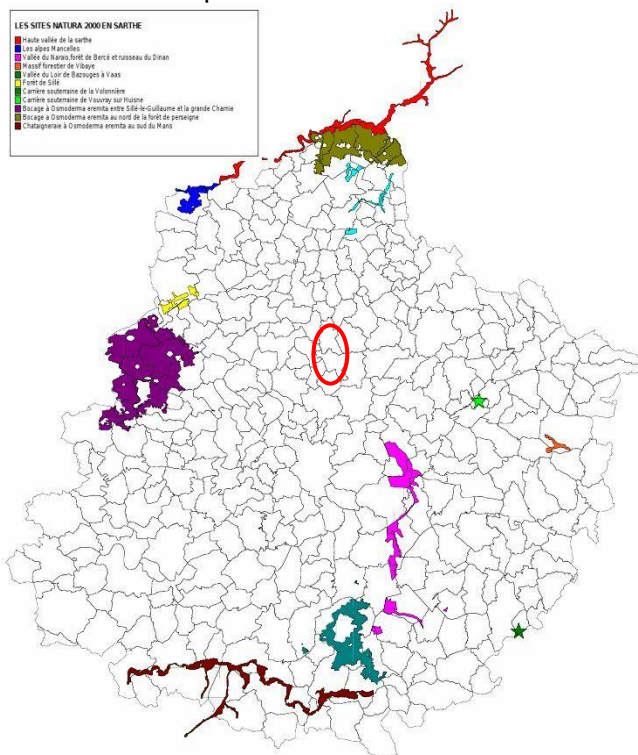 LES SITES NATURA 2000 EN SARTHE
Haute vallée de la sarthe
Les alpes Mancelles
Vallée du Narais,forêt de Bercé et ruisseau du Dinan
Massif forestier de Vibaye
Vallée du Loir de Bazouges à Vaas
Forêt de Sillé
Carrière souterraine de la Volonnière
Carrière souterraine de Vouvray sur Huisne
Bocage à Osmoderma eremita entre Sillé-le-Guillaume et la grande Charnie
Bocage a Osmoderma eremita au nord de la forêt de perseigne
Chataigneraie à Osmoderma eremita au sud du Mans